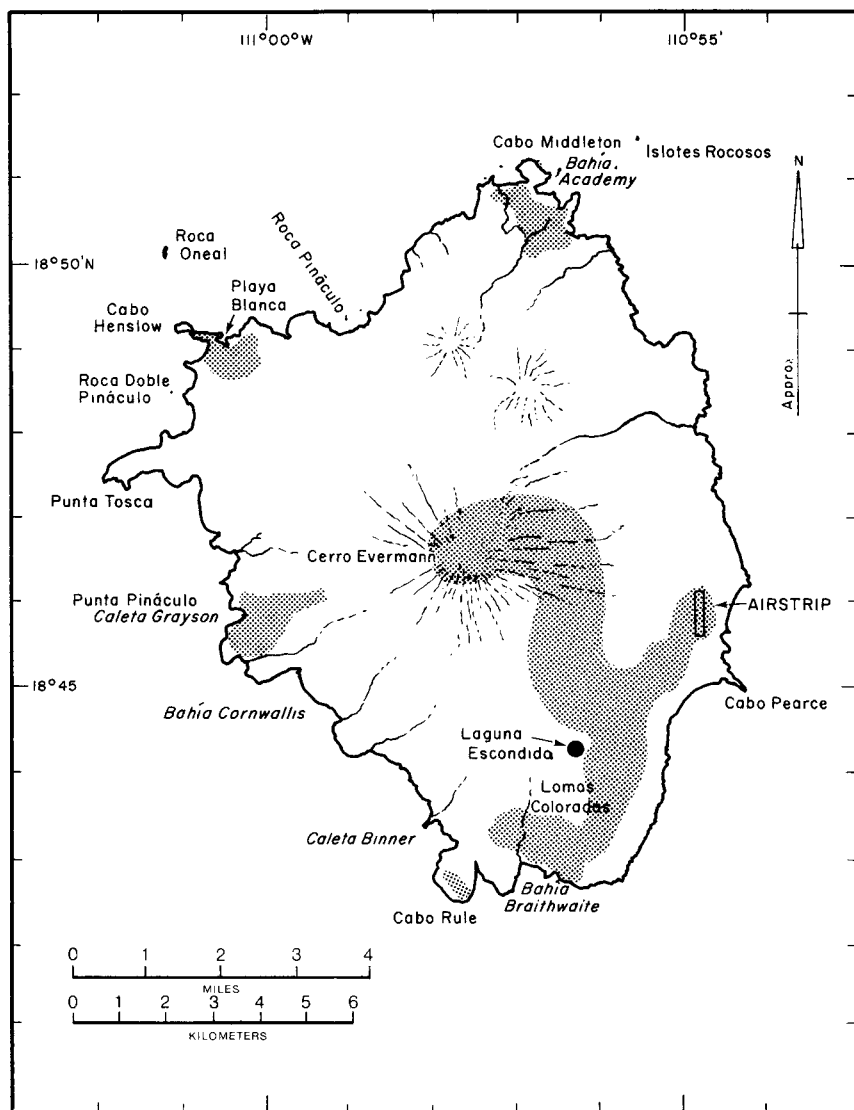 111°00'W
110°55'
Cabo Middleton
Islotes Rocosos
Bahía
Academy
N
Roca
Oneal
Roca Pináculo
18°50'N
Playa
Blanca
Cabo
Henslow
Roca Doble
Pináculo
Approx.
Punta Tosca
Cerro Evermann
Punta Pináculo
Caleta Grayson
AIRSTRIP
18°45
Bahía Cornwallis
Cabo Pearce
Laguna
Escondida
Lomas
Coloradas
Caleta Binner
Bahía
Braithwaite
Cabo Rule
0 1 2 3 4
MILES
0 1 2 3 4 5 6
KILOMETERS